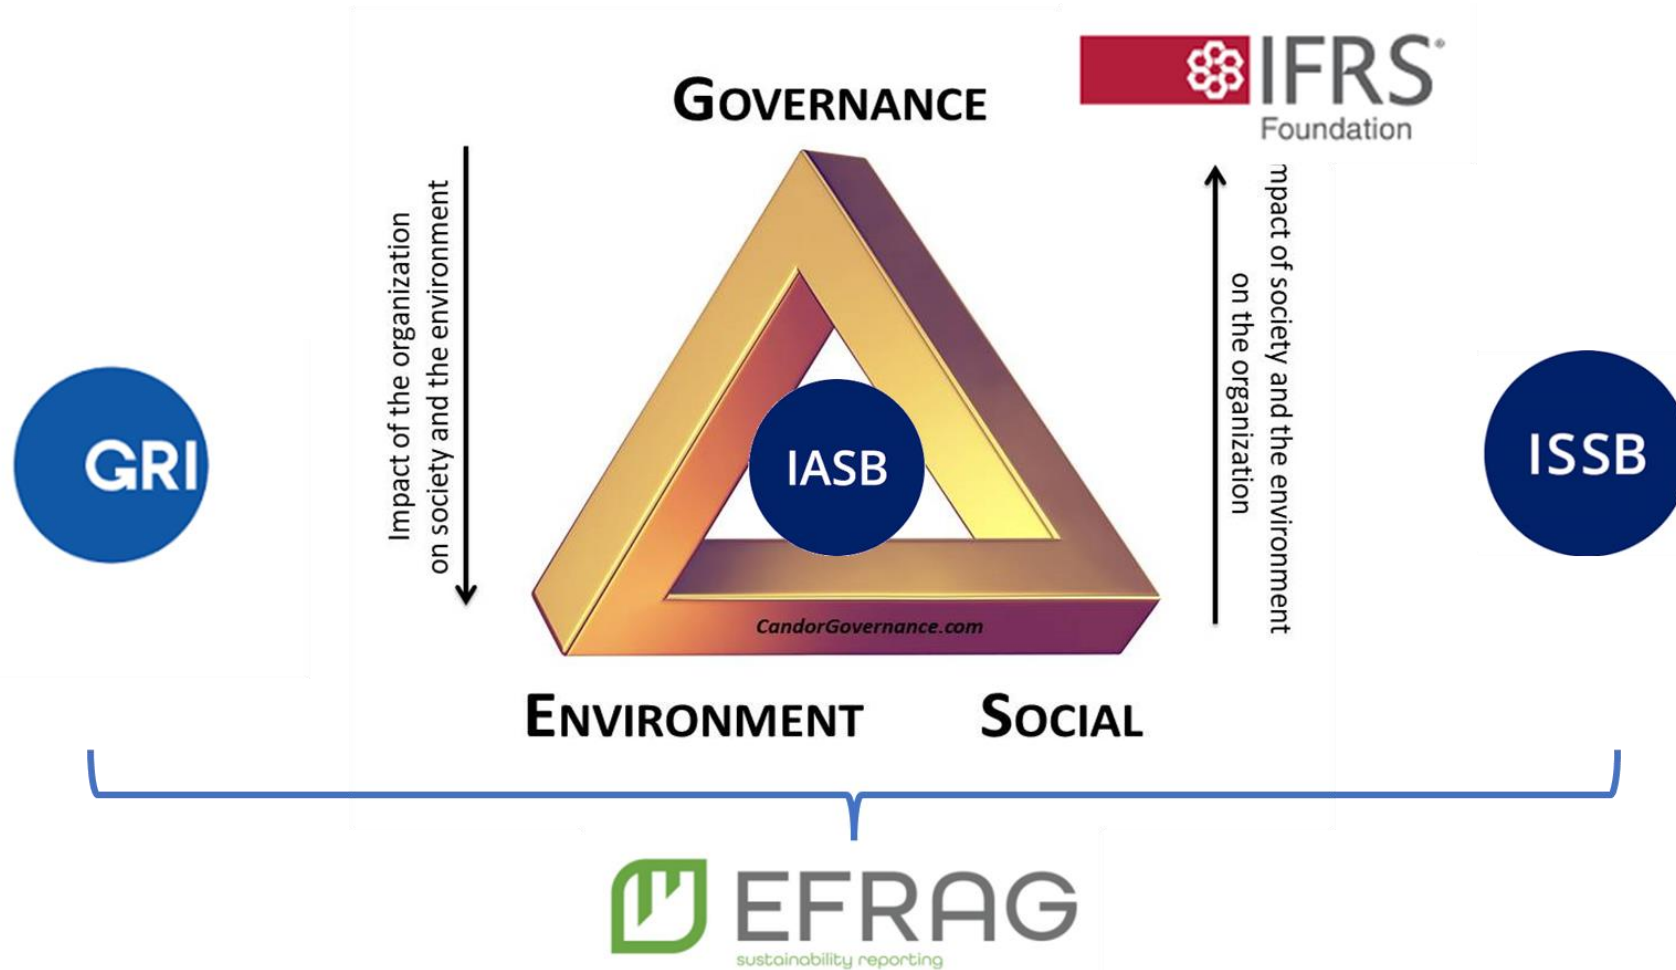 IFRS®
Foundation
GOVERNANCE
Impact of the organization
on society and the environment
mpact of society and the environment
on the organization
GRI
IASB
ISSB
CandorGovernance.com
ENVIRONMENT
SOCIAL
EFRAG
sustainability reporting